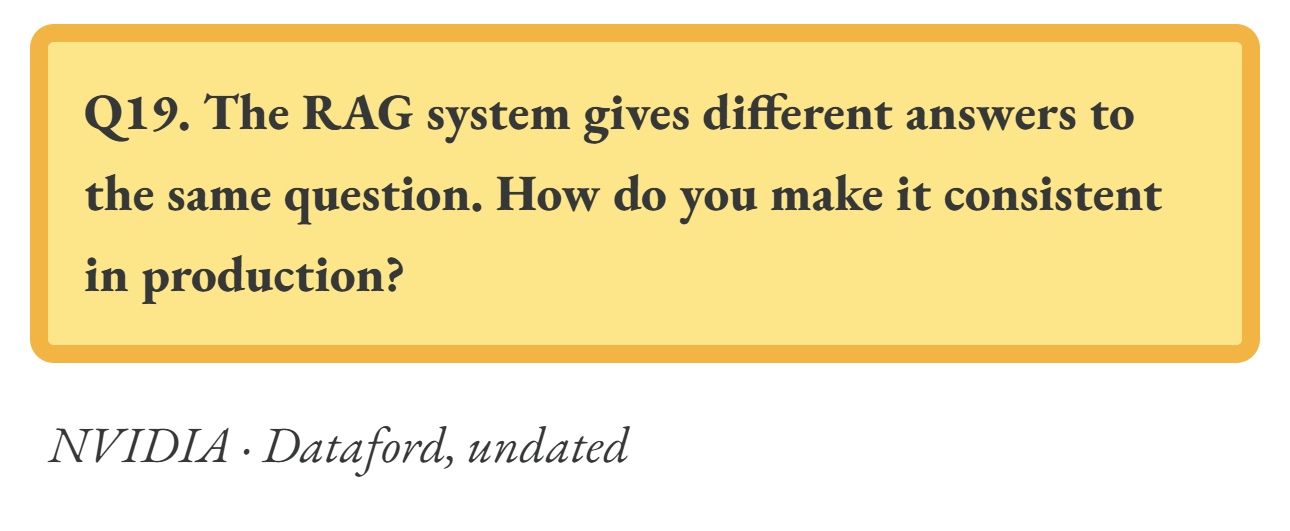 Q19. The RAG system gives different answers to
the same question. How do you make it consistent
in production?
NVIDIA · Dataford, undated